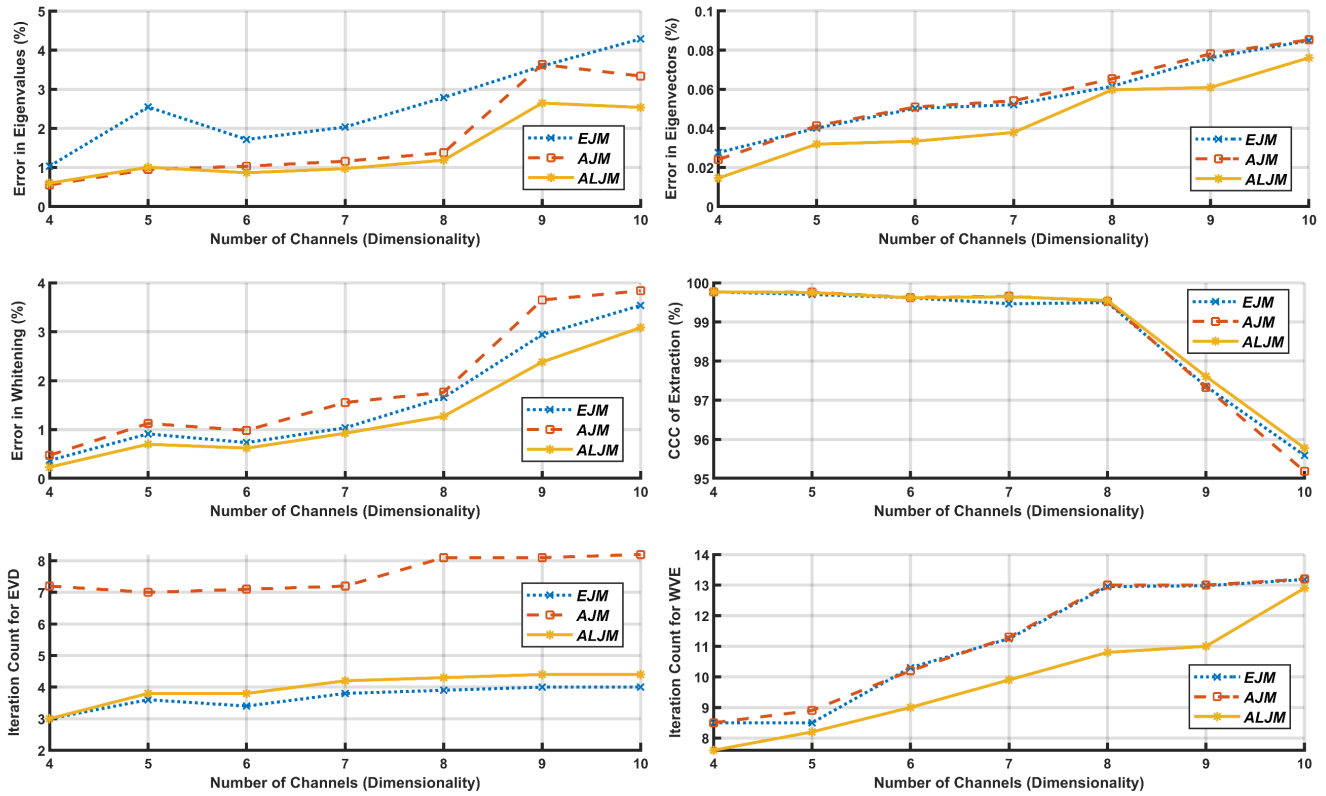 Error in Eigenvalues (%)
5
4
3
2
1
0
4 5 6 7 8 9 10
Number of Channels (Dimensionality)
EJM
AJM
ALJM
Error in Eigenvectors (%)
0.1
0.08
0.06
0.04
0.02
0
4 5 6 7 8 9 10
Number of Channels (Dimensionality)
EJM
AJM
ALJM
Error in Whitening (%)
4
3
2
1
0
4 5 6 7 8 9 10
Number of Channels (Dimensionality)
EJM
AJM
ALJM
CCC of Extraction (%)
100
99
98
97
96
95
4 5 6 7 8 9 10
Number of Channels (Dimensionality)
EJM
AJM
ALJM
Iteration Count for EVD
8
7
6
5
4
3
2
4 5 6 7 8 9 10
Number of Channels (Dimensionality)
EJM
AJM
ALJM
Iteration Count for WVE
14
13
12
11
10
9
8
4 5 6 7 8 9 10
Number of Channels (Dimensionality)
EJM
AJM
ALJM